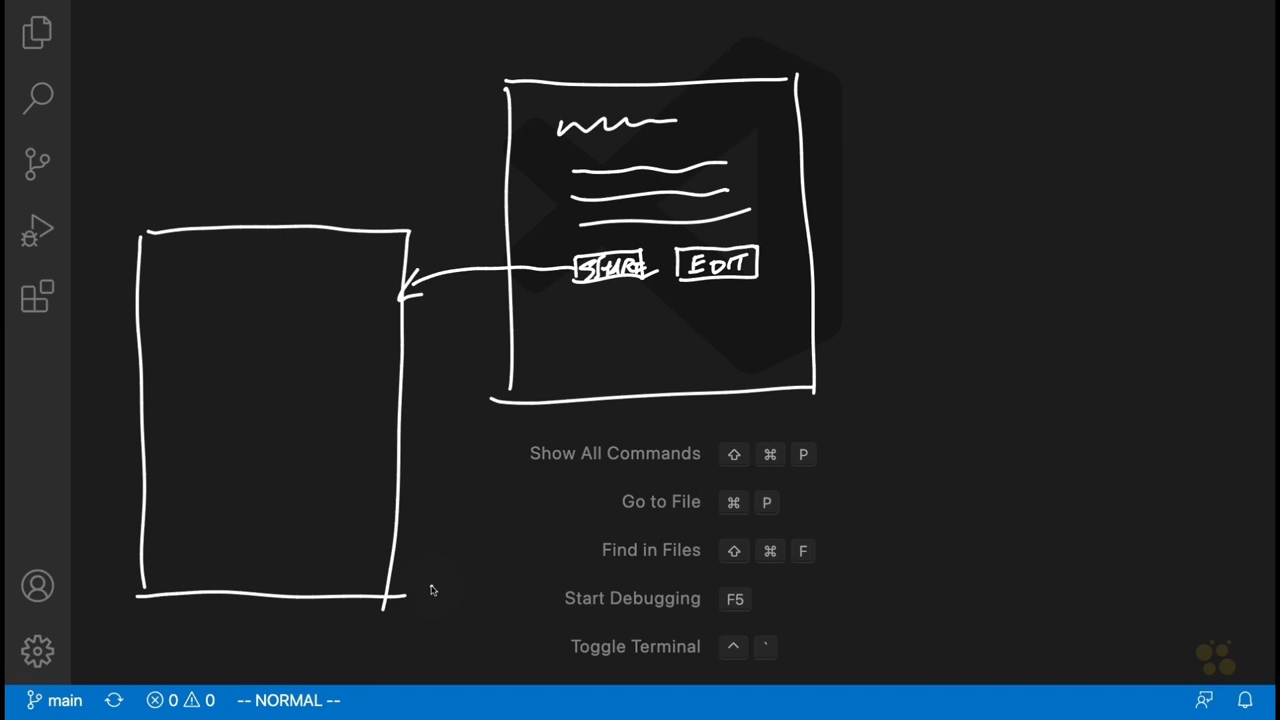 SHARE EDIT
Show All Commands ⇧ ⌘ P
Go to File ⌘ P
Find in Files ⇧ ⌘ F
Start Debugging F5
Toggle Terminal ^ `
main 0 0 -- NORMAL --